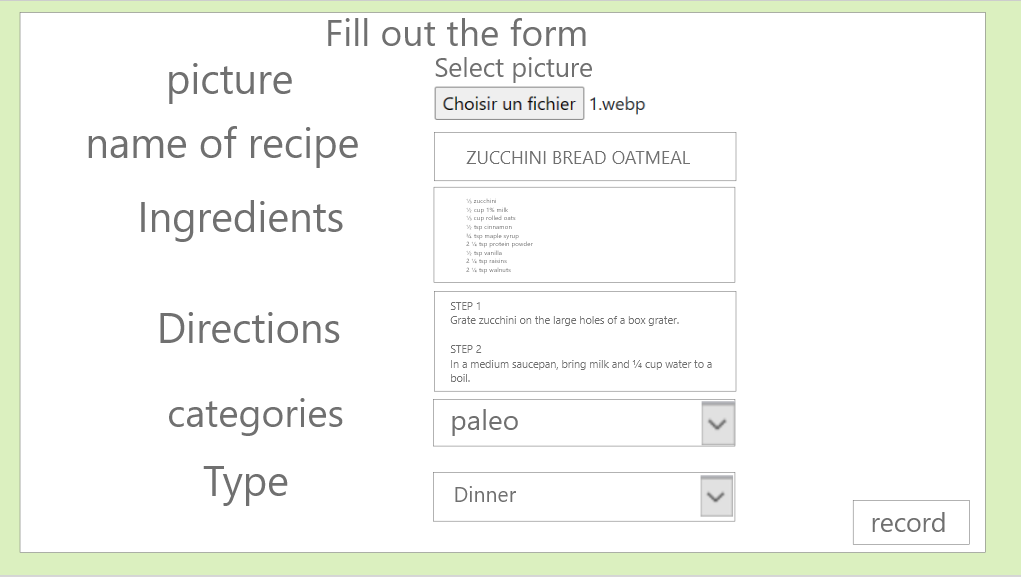 Fill out the form
picture
Select picture
Choisir un fichier 1.webp
name of recipe
ZUCCHINI BREAD OATMEAL
Ingredients
½ zucchini
½ cup 1% milk
½ cup rolled oats
½ tsp cinnamon
¼ tsp maple syrup
2 ¼ tsp protein powder
½ tsp vanilla
2 ¼ tsp raisins
2 ¼ tsp walnuts
Directions
STEP 1
Grate zucchini on the large holes of a box grater.
STEP 2
In a medium saucepan, bring milk and ¼ cup water to a
boil.
categories
paleo
Type
Dinner
record